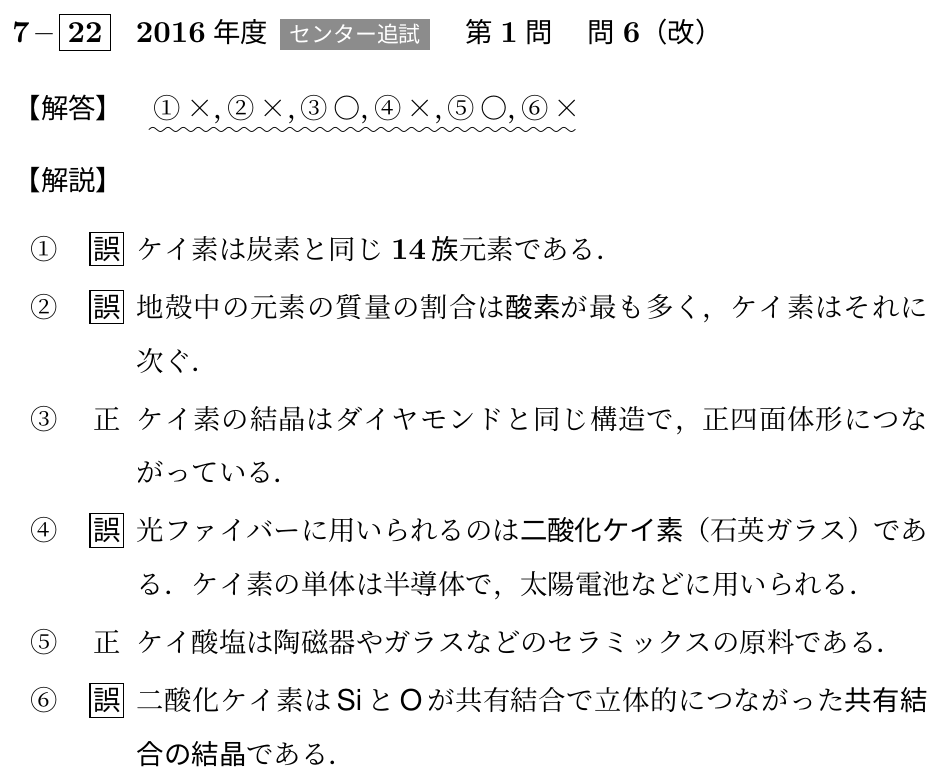 7－22 2016 年度 センター追試 第 1 問 問 6（改）
【解答】 ① ×, ② ×, ③ ○, ④ ×, ⑤ ○, ⑥ ×
【解説】
① 誤 ケイ素は炭素と同じ 14 族元素である．
② 誤 地殻中の元素の質量の割合は酸素が最も多く，ケイ素はそれに
次ぐ．
③ 正 ケイ素の結晶はダイヤモンドと同じ構造で，正四面体形につな
がっている．
④ 誤 光ファイバーに用いられるのは二酸化ケイ素（石英ガラス）であ
る．ケイ素の単体は半導体で，太陽電池などに用いられる．
⑤ 正 ケイ酸塩は陶磁器やガラスなどのセラミックスの原料である．
⑥ 誤 二酸化ケイ素は Si と O が共有結合で立体的につながった共有結
合の結晶である．